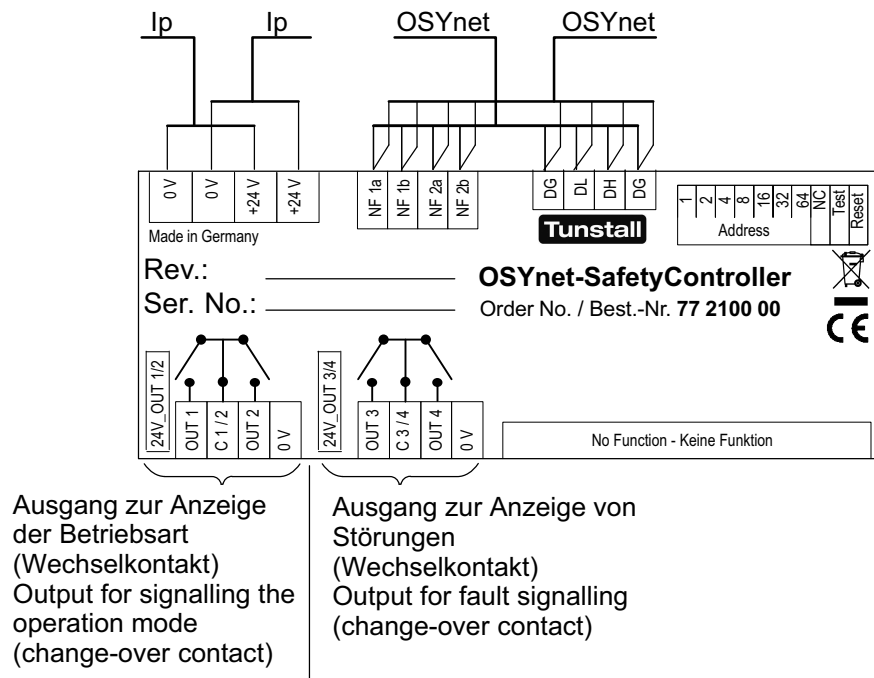 Ip Ip OSYnet OSYnet
0 V 0 V +24 V +24 V
NF 1a NF 1b NF 2a NF 2b
DG DL DH DG
1 2 4 8 16 32 64 NC Test Reset
Address
Made in Germany
Tunstall
Rev.:
Ser. No.:
OSYnet-SafetyController
Order No. / Best.-Nr. 77 2100 00
CE
24V_OUT 1/2
OUT 1 C 1 / 2 OUT 2 0 V
24V_OUT 3/4
OUT 3 C 3 / 4 OUT 4 0 V
No Function - Keine Funktion
Ausgang zur Anzeige
der Betriebsart
(Wechselkontakt)
Output for signalling the
operation mode
(change-over contact)
Ausgang zur Anzeige von
Störungen
(Wechselkontakt)
Output for fault signalling
(change-over contact)